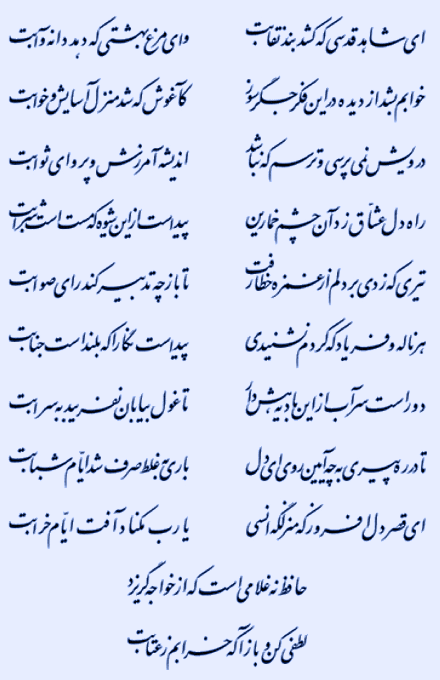 ای شاهد قدسی که کشد بند نقابت وای مرغ بهشتی که دهد دانه و آبت
خوابم بشد از دیده در این فکر جگرسوز کاغوش که شد منزل آسایش و خوابت
درویش نمی‌پرسی و ترسم که نباشد اندیشه آمرزش و پروای ثوابت
راه دل عشاق زد آن چشم خمارین پیداست از این شیوه که مست است شرابت
تیری که زدی بر دلم از غمزه خطا رفت تا باز چه تدبیر کند رای صوابت
هر ناله و فریاد که کردم نشنیدی پیداست نگارا که بلند است جنابت
دور است سر آب از این بادیه هش دار تا غول بیابان نفریبد به سرابت
تا در ره پیری به چه آیین روی ای دل باری به غلط صرف شد ایام شبابت
ای قصر دل افروز که منزلگه انسی یا رب مکناد آفت ایام خرابت
حافظ نه غلامی است که از خواجه گریزد
لطفی کن و بازآ که خرابم ز عتابت